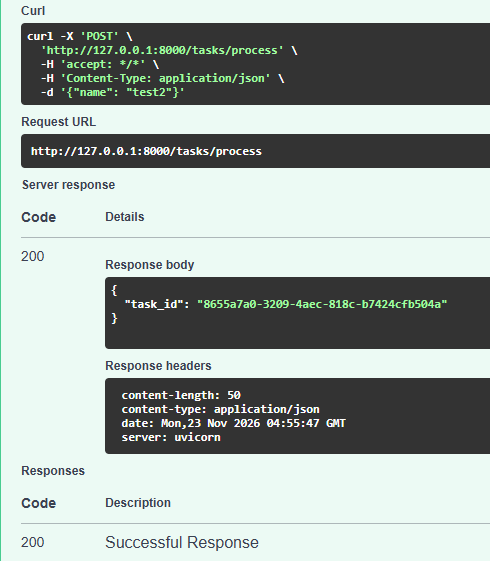 Curl
curl -X 'POST' \
'http://127.0.0.1:8000/tasks/process' \
-H 'accept: */*' \
-H 'Content-Type: application/json' \
-d '{"name": "test2"}'
Request URL
http://127.0.0.1:8000/tasks/process
Server response
Code Details
200
Response body
{
"task_id": "8655a7a0-3209-4aec-818c-b7424cfb504a"
}
Response headers
content-length: 50
content-type: application/json
date: Mon,23 Nov 2026 04:55:47 GMT
server: uvicorn
Responses
Code Description
200 Successful Response